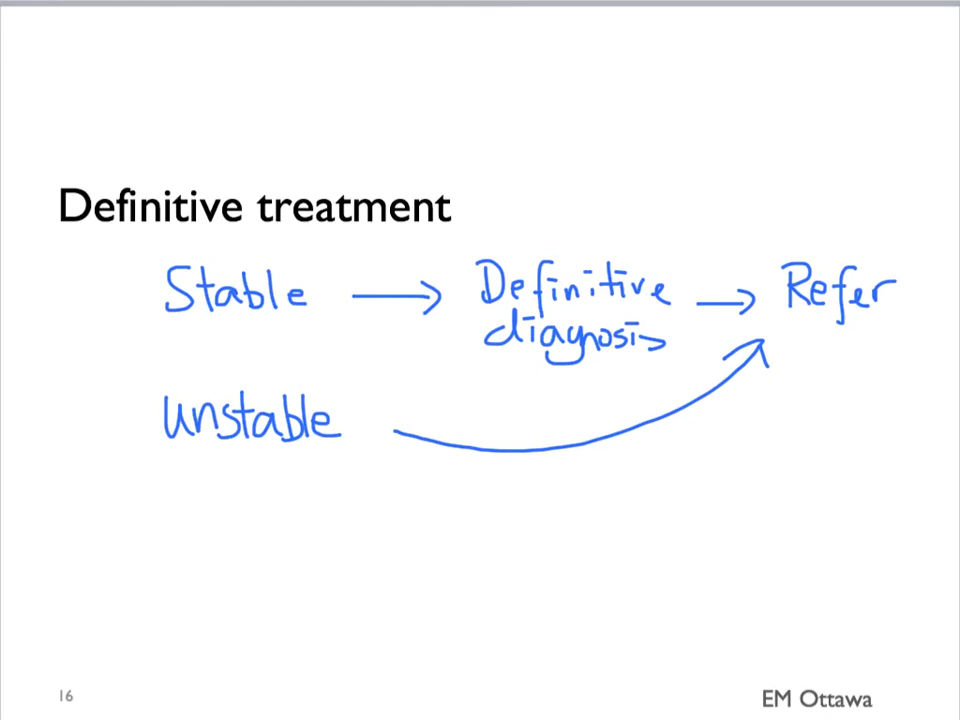 Definitive treatment
Stable → Definitive → Refer
diagnosis
Unstable
16
EM Ottawa